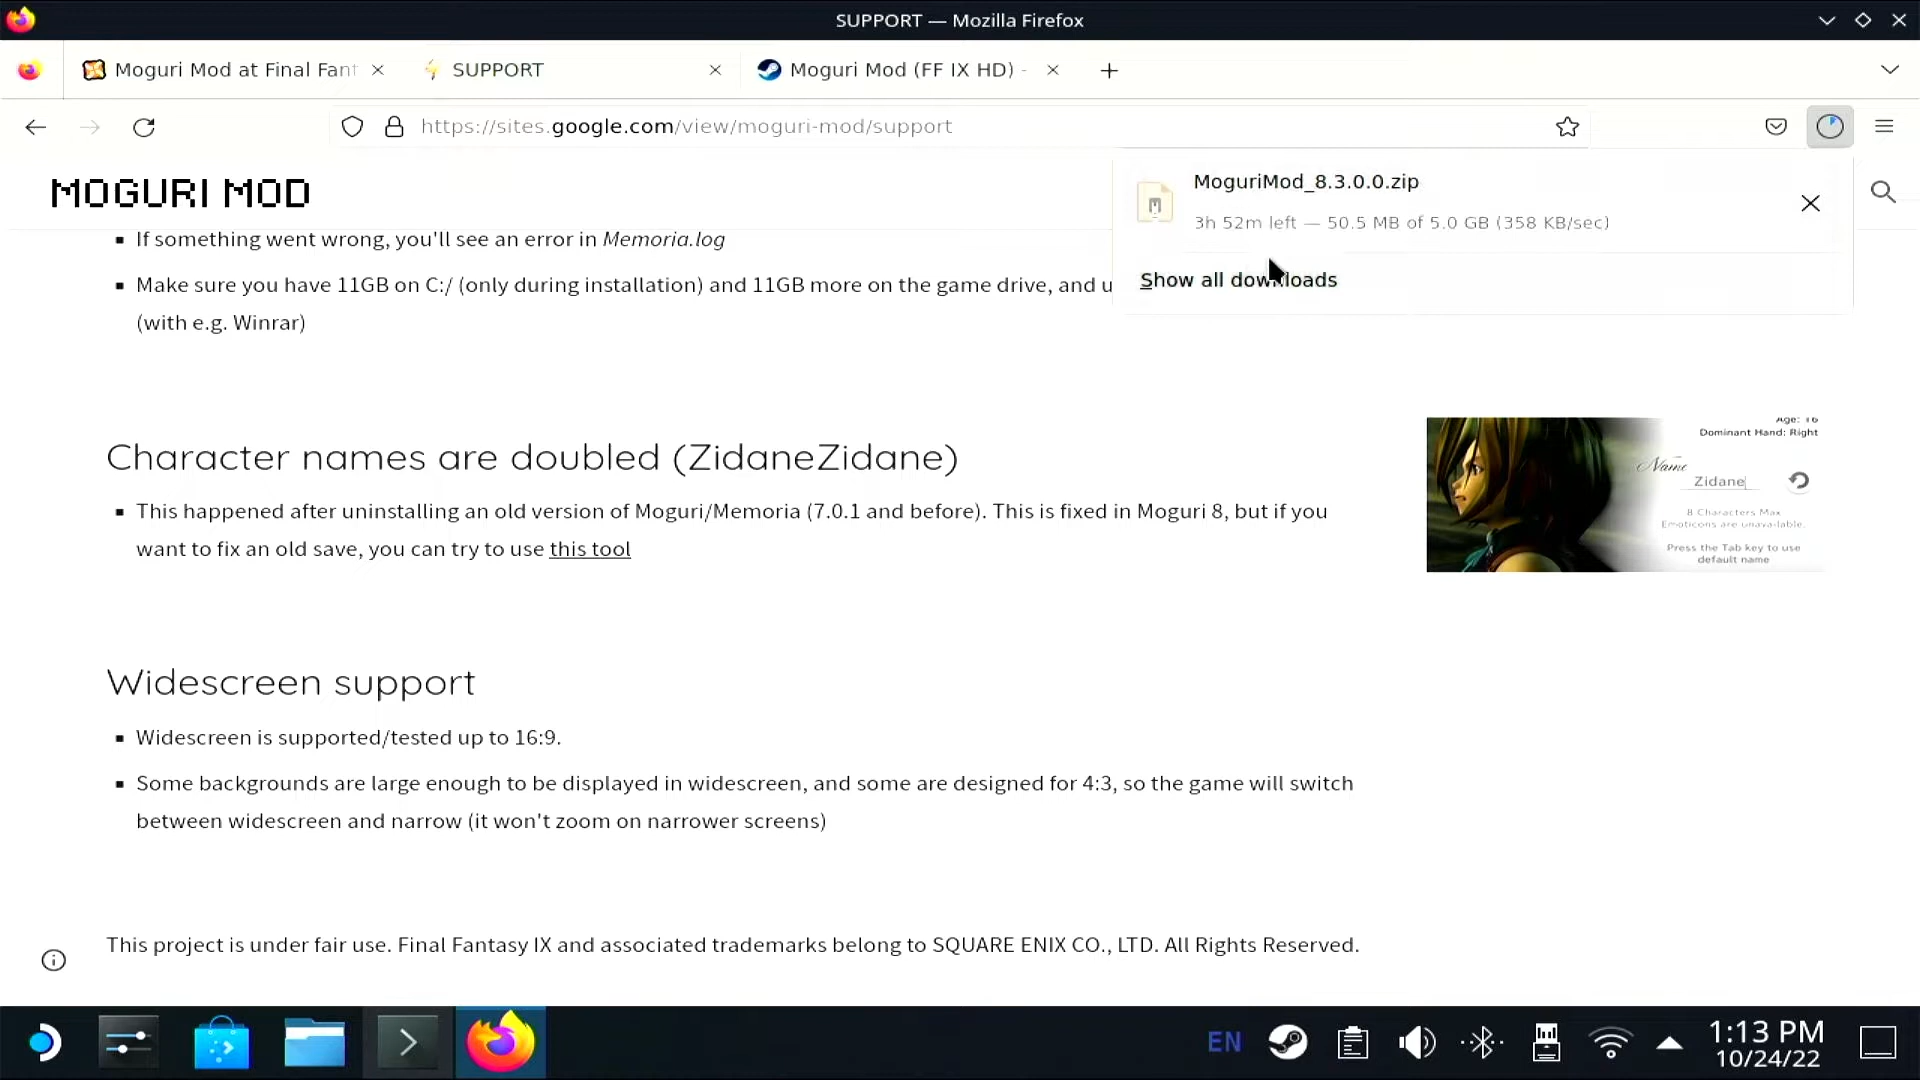 SUPPORT — Mozilla Firefox
Moguri Mod at Final Fant
SUPPORT
Moguri Mod (FF IX HD) -
https://sites.google.com/view/moguri-mod/support
MOGURI MOD
MoguriMod_8.3.0.0.zip
3h 52m left — 50.5 MB of 5.0 GB (358 KB/sec)
Show all downloads
If something went wrong, you'll see an error in Memoria.log
Make sure you have 11GB on C:/ (only during installation) and 11GB more on the game drive, and u
(with e.g. Winrar)
Character names are doubled (ZidaneZidane)
This happened after uninstalling an old version of Moguri/Memoria (7.0.1 and before). This is fixed in Moguri 8, but if you
want to fix an old save, you can try to use this tool
Age: 16
Dominant Hand: Right
Name
Zidane
8 Characters Max
Emoticons are unava-lable.
Press the Tab key to use
default name
Widescreen support
Widescreen is supported/tested up to 16:9.
Some backgrounds are large enough to be displayed in widescreen, and some are designed for 4:3, so the game will switch
between widescreen and narrow (it won't zoom on narrower screens)
This project is under fair use. Final Fantasy IX and associated trademarks belong to SQUARE ENIX CO., LTD. All Rights Reserved.
EN
1:13 PM
10/24/22